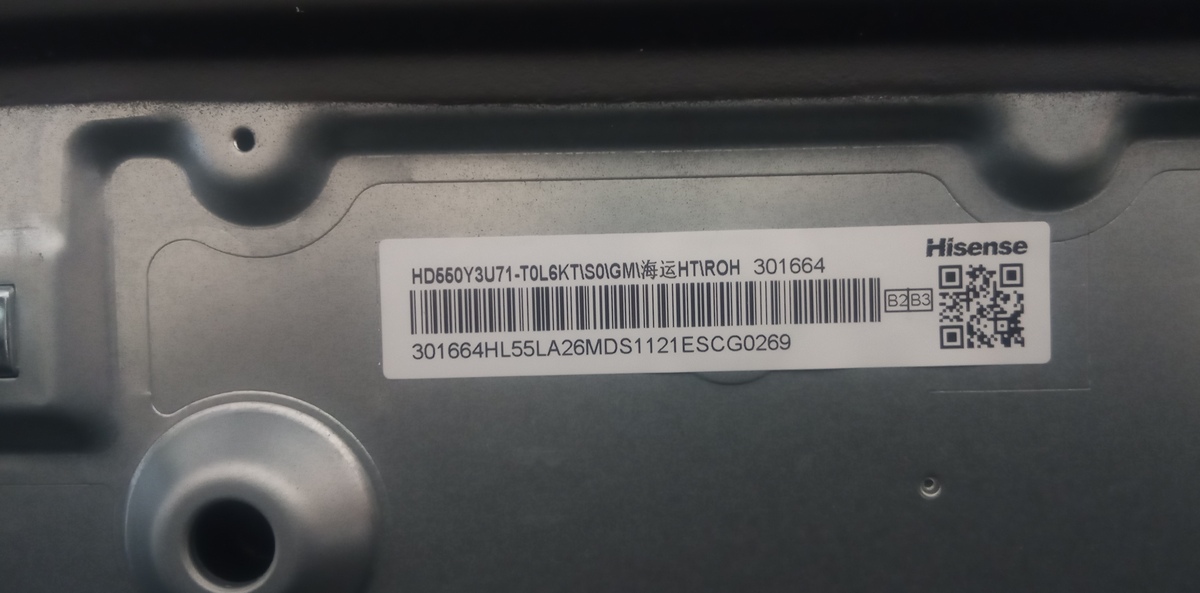 Hisense
HD550Y3U71-T0L6KT\S0\GM\海运HT\ROH 301664
B2 B3
301664HL55LA26MDS1121ESCG0269